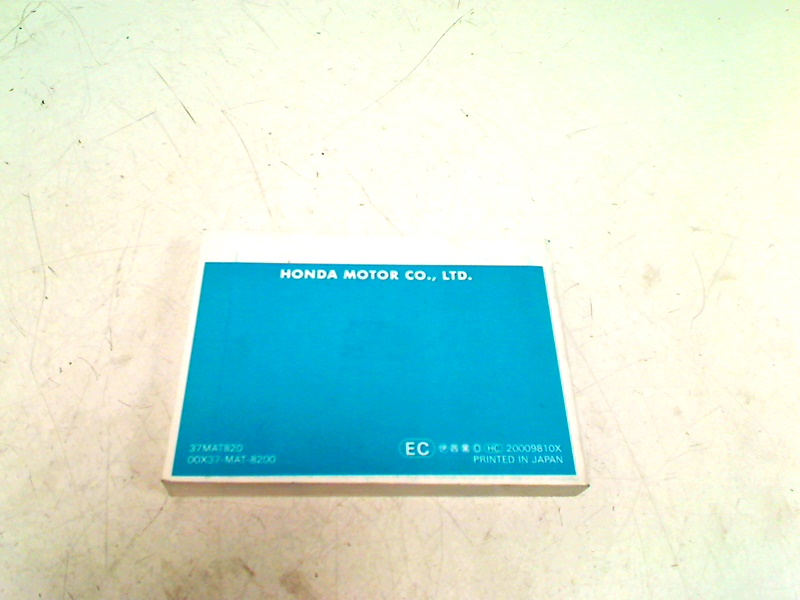 HONDA MOTOR CO., LTD.
37MAT820
00X37-MAT-8200
EC D HC 20009810X
PRINTED IN JAPAN